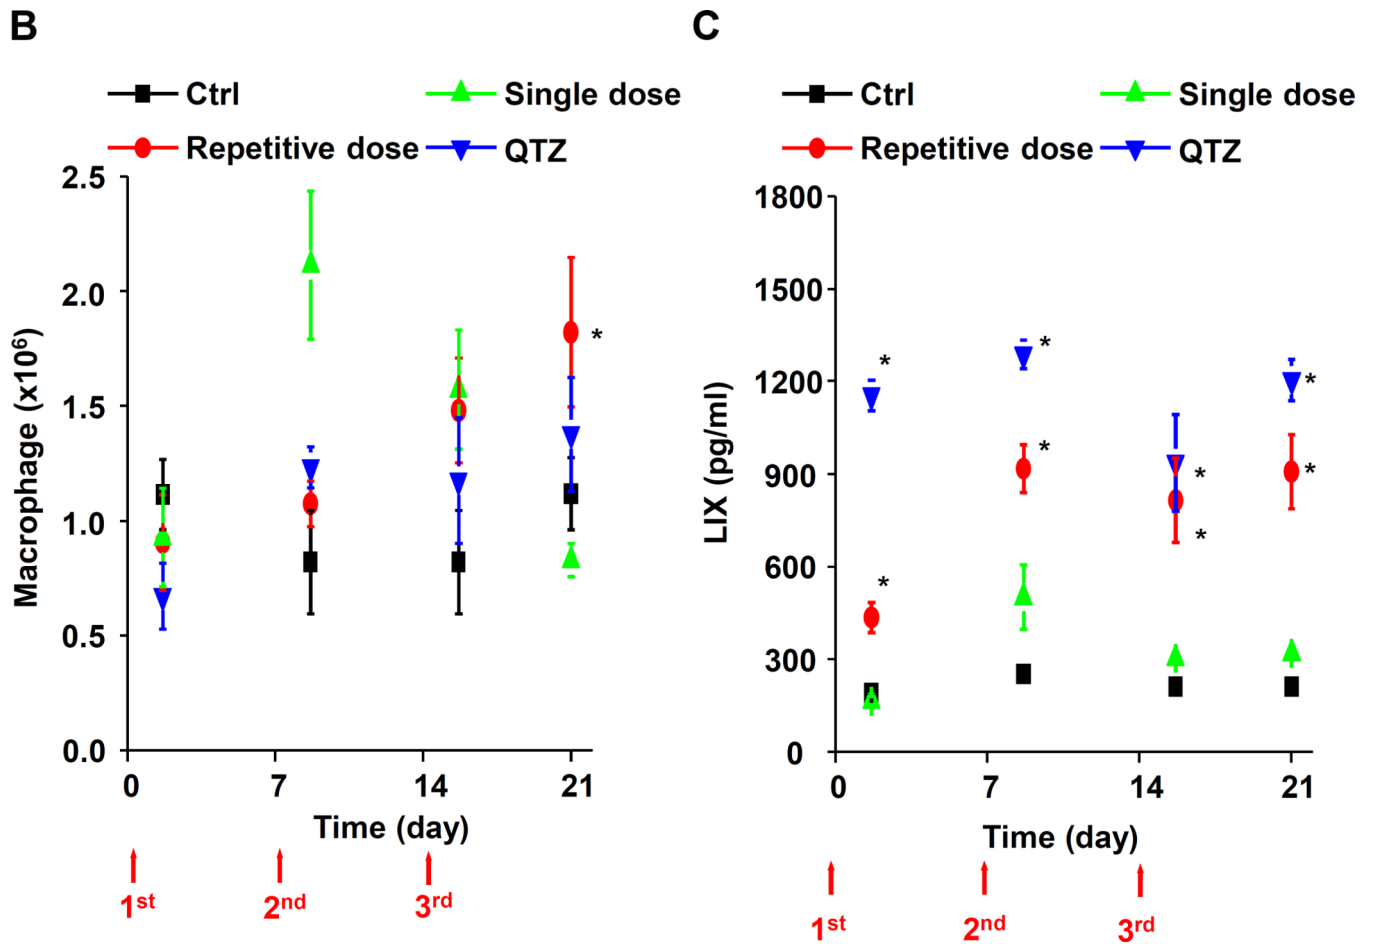 B
Ctrl
Single dose
Repetitive dose
QTZ
2.5
2.0
1.5
1.0
0.5
0.0
Macrophage (x10⁶)
*
0 7 14 21
Time (day)
1st 2nd 3rd
C
Ctrl
Single dose
Repetitive dose
QTZ
1800
1500
1200
900
600
300
0
LIX (pg/ml)
*
*
*
*
*
*
*
*
0 7 14 21
Time (day)
1st 2nd 3rd